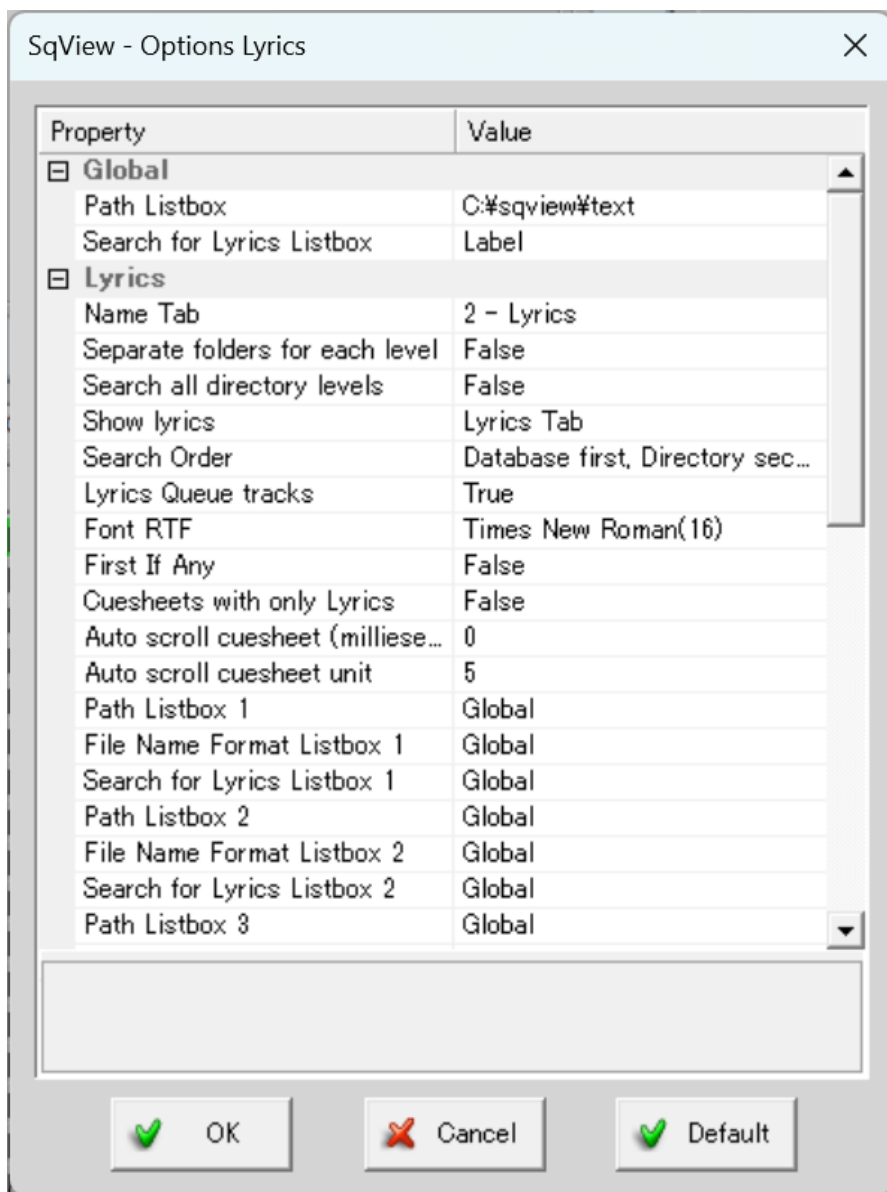 SqView - Options Lyrics
Property Value
Global
Path Listbox C:¥sqview¥text
Search for Lyrics Listbox Label
Lyrics
Name Tab 2 - Lyrics
Separate folders for each level False
Search all directory levels False
Show lyrics Lyrics Tab
Search Order Database first, Directory sec...
Lyrics Queue tracks True
Font RTF Times New Roman(16)
First If Any False
Cuesheets with only Lyrics False
Auto scroll cuesheet (milliese... 0
Auto scroll cuesheet unit 5
Path Listbox 1 Global
File Name Format Listbox 1 Global
Search for Lyrics Listbox 1 Global
Path Listbox 2 Global
File Name Format Listbox 2 Global
Search for Lyrics Listbox 2 Global
Path Listbox 3 Global
OK Cancel Default